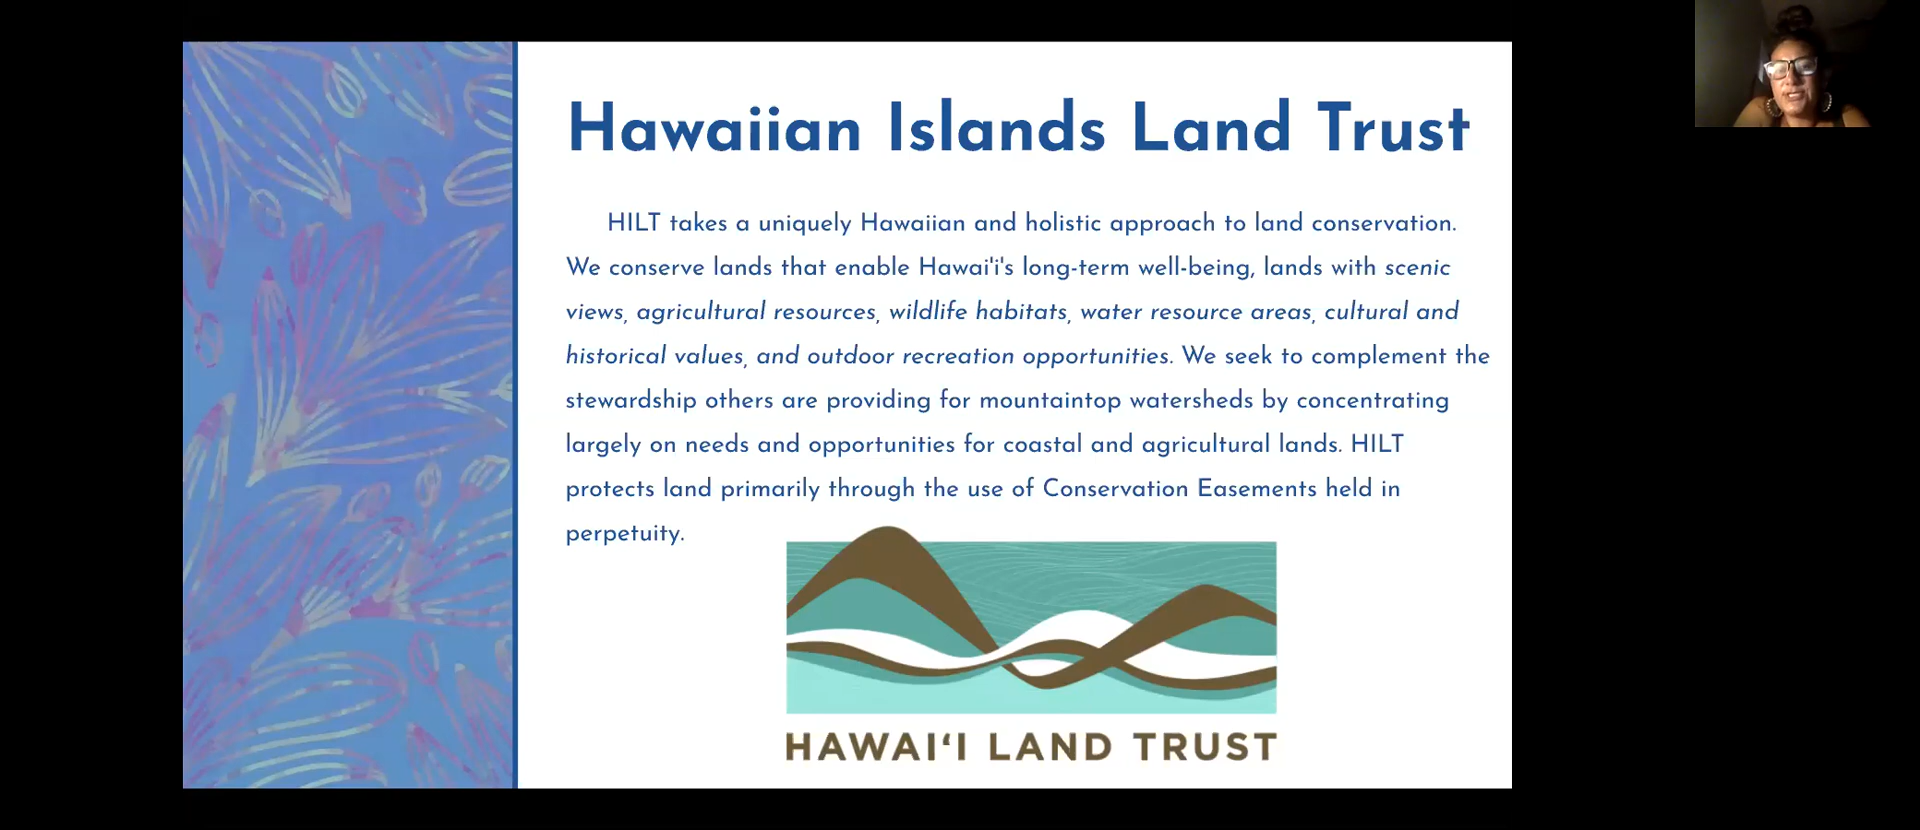 Hawaiian Islands Land Trust
HILT takes a uniquely Hawaiian and holistic approach to land conservation.
We conserve lands that enable Hawai'i's long-term well-being, lands with scenic
views, agricultural resources, wildlife habitats, water resource areas, cultural and
historical values, and outdoor recreation opportunities. We seek to complement the
stewardship others are providing for mountaintop watersheds by concentrating
largely on needs and opportunities for coastal and agricultural lands. HILT
protects land primarily through the use of Conservation Easements held in
perpetuity.
HAWAI‘I LAND TRUST